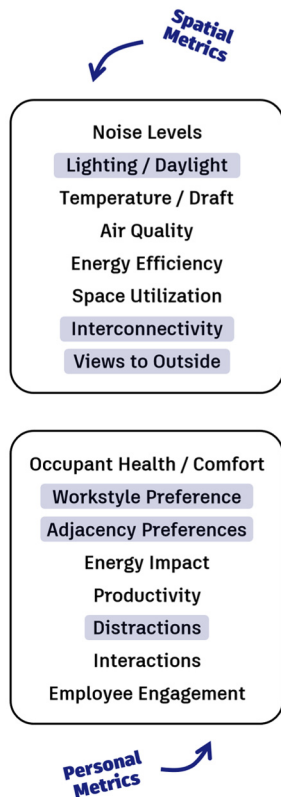 Spatial
Metrics
Noise Levels
Lighting / Daylight
Temperature / Draft
Air Quality
Energy Efficiency
Space Utilization
Interconnectivity
Views to Outside
Occupant Health / Comfort
Workstyle Preference
Adjacency Preferences
Energy Impact
Productivity
Distractions
Interactions
Employee Engagement
Personal
Metrics